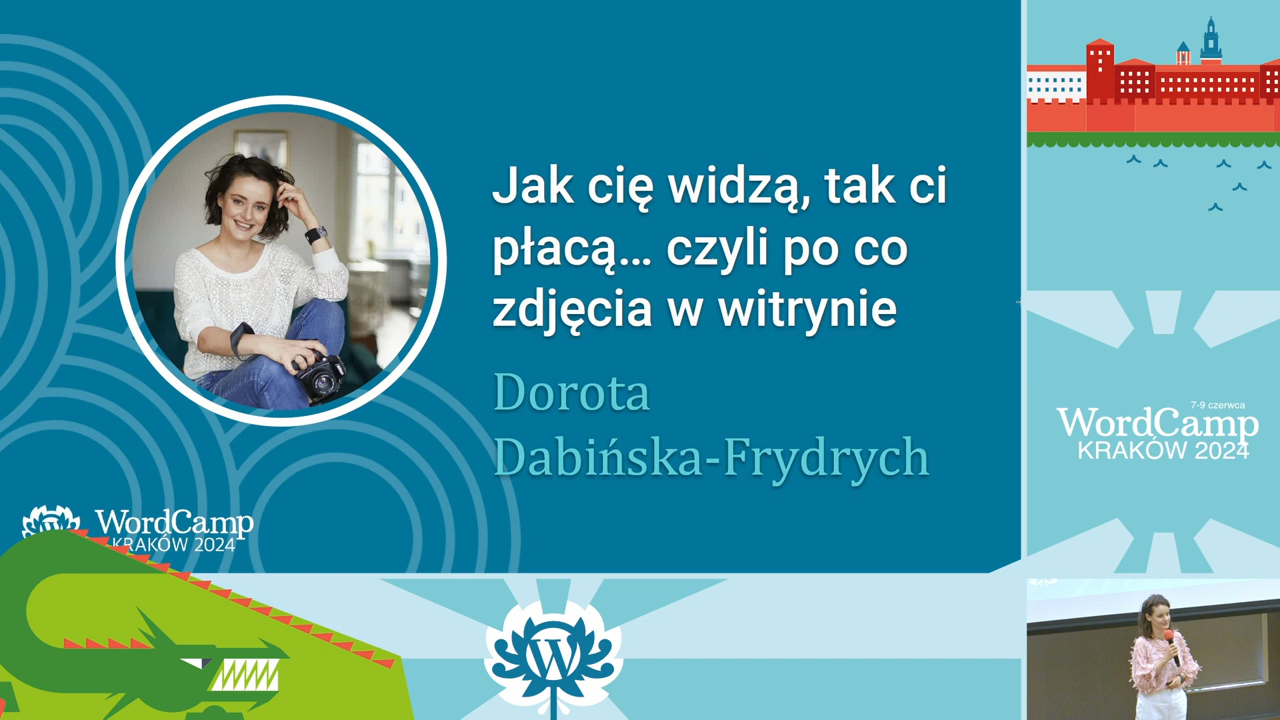 Jak cię widzą, tak ci
płacą... czyli po co
zdjęcia w witrynie
Dorota
Dabińska-Frydrych
WordCamp
KRAKÓW 2024
7-9 czerwca
WordCamp
KRAKÓW 2024
W